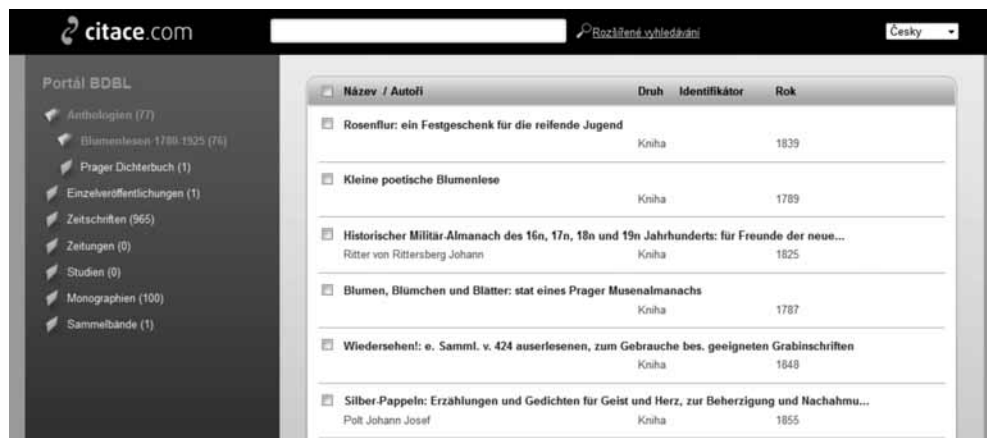 citace.com
Rozšířené vyhledávání
Česky
Portál BDBL
Anthologien (77)
Blumenlesen 1780-1925 (76)
Prager Dichterbuch (1)
Einzelveröffentlichungen (1)
Zeitschriften (965)
Zeitungen (0)
Studien (0)
Monographien (100)
Sammelbände (1)
Název / Autoři Druh Identifikátor Rok
Rosenflur: ein Festgeschenk für die reifende Jugend
Kniha 1839
Kleine poetische Blumenlese
Kniha 1789
Historischer Militär-Almanach des 16n, 17n, 18n und 19n Jahrhunderts: für Freunde der neue...
Ritter von Rittersberg Johann Kniha 1825
Blumen, Blümchen und Blätter: stat eines Prager Musenalmanachs
Kniha 1787
Wiedersehen!: e. Samml. v. 424 auserlesenen, zum Gebrauche bes. geeigneten Grabinschriften
Kniha 1848
Silber-Pappeln: Erzählungen und Gedichten für Geist und Herz, zur Beherzigung und Nachahmu...
Polt Johann Josef Kniha 1855